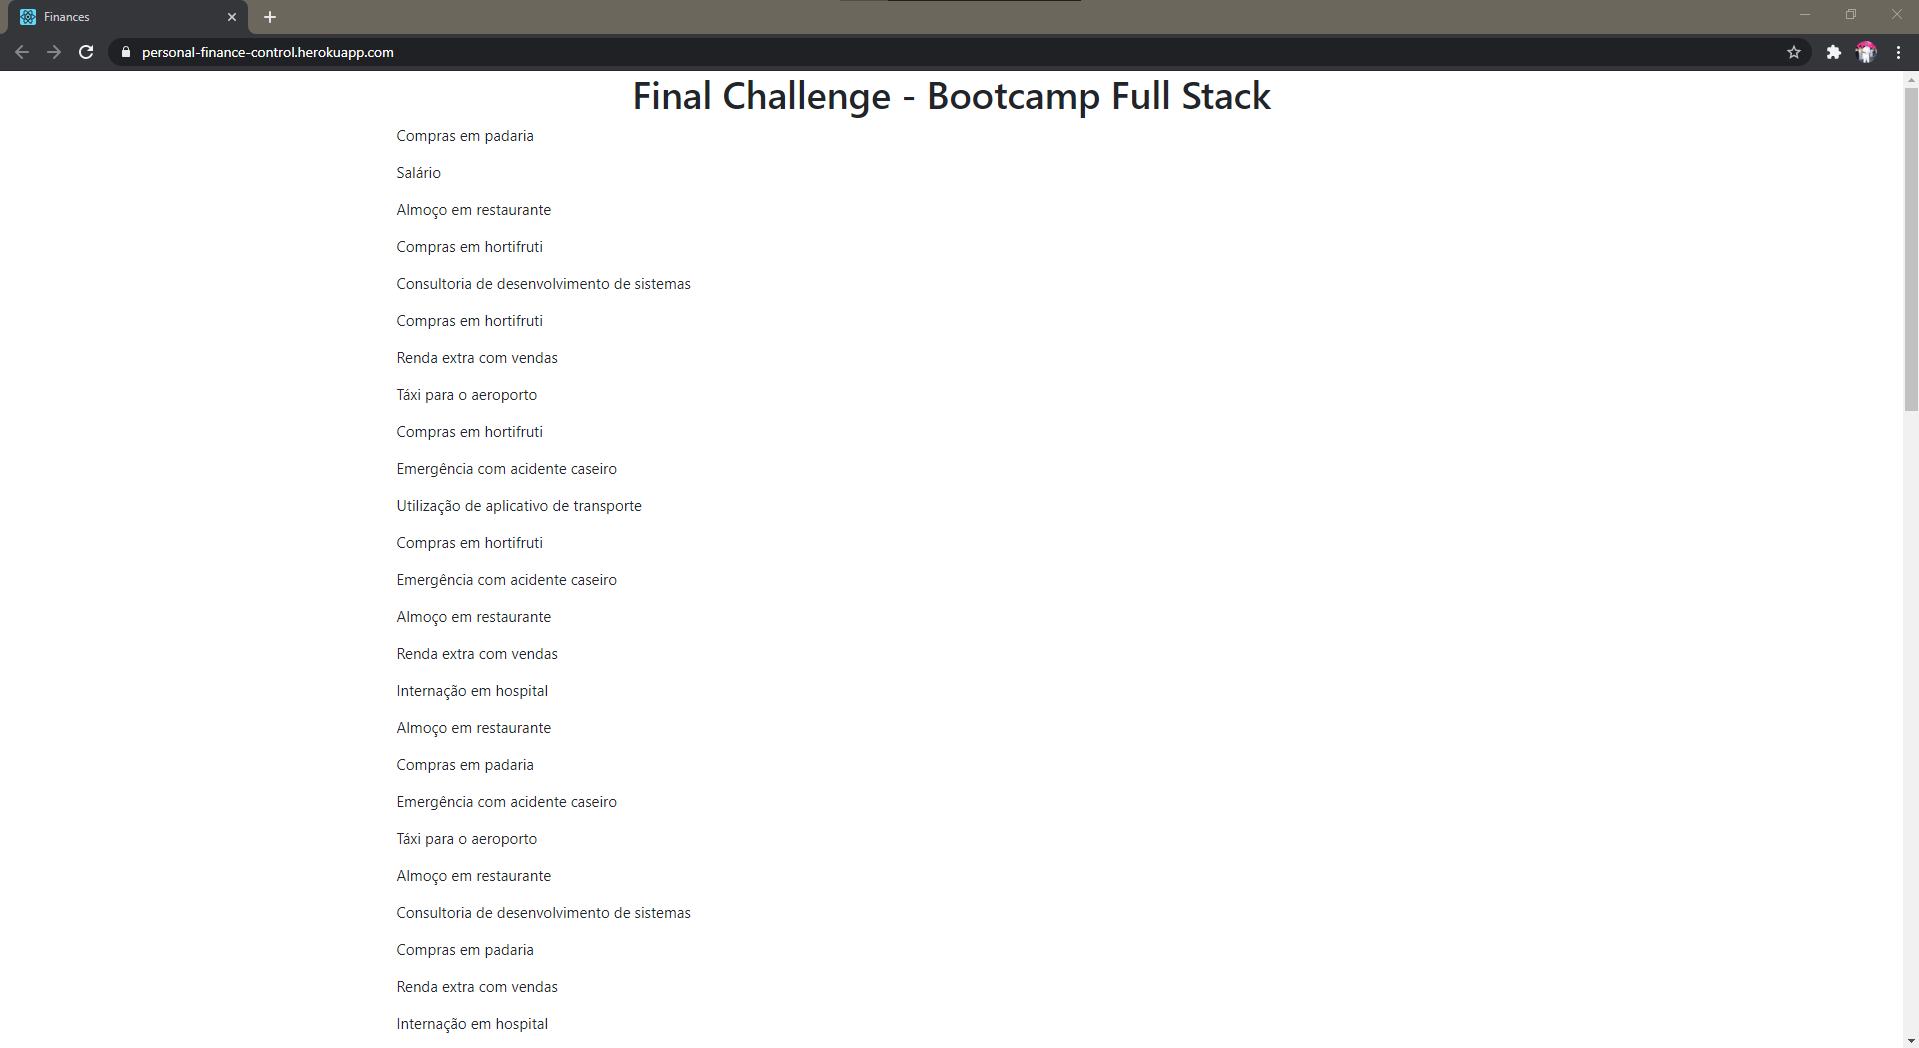 Finances
personal-finance-control.herokuapp.com
Final Challenge - Bootcamp Full Stack
Compras em padaria
Salário
Almoço em restaurante
Compras em hortifruti
Consultoria de desenvolvimento de sistemas
Compras em hortifruti
Renda extra com vendas
Táxi para o aeroporto
Compras em hortifruti
Emergência com acidente caseiro
Utilização de aplicativo de transporte
Compras em hortifruti
Emergência com acidente caseiro
Almoço em restaurante
Renda extra com vendas
Internação em hospital
Almoço em restaurante
Compras em padaria
Emergência com acidente caseiro
Táxi para o aeroporto
Almoço em restaurante
Consultoria de desenvolvimento de sistemas
Compras em padaria
Renda extra com vendas
Internação em hospital